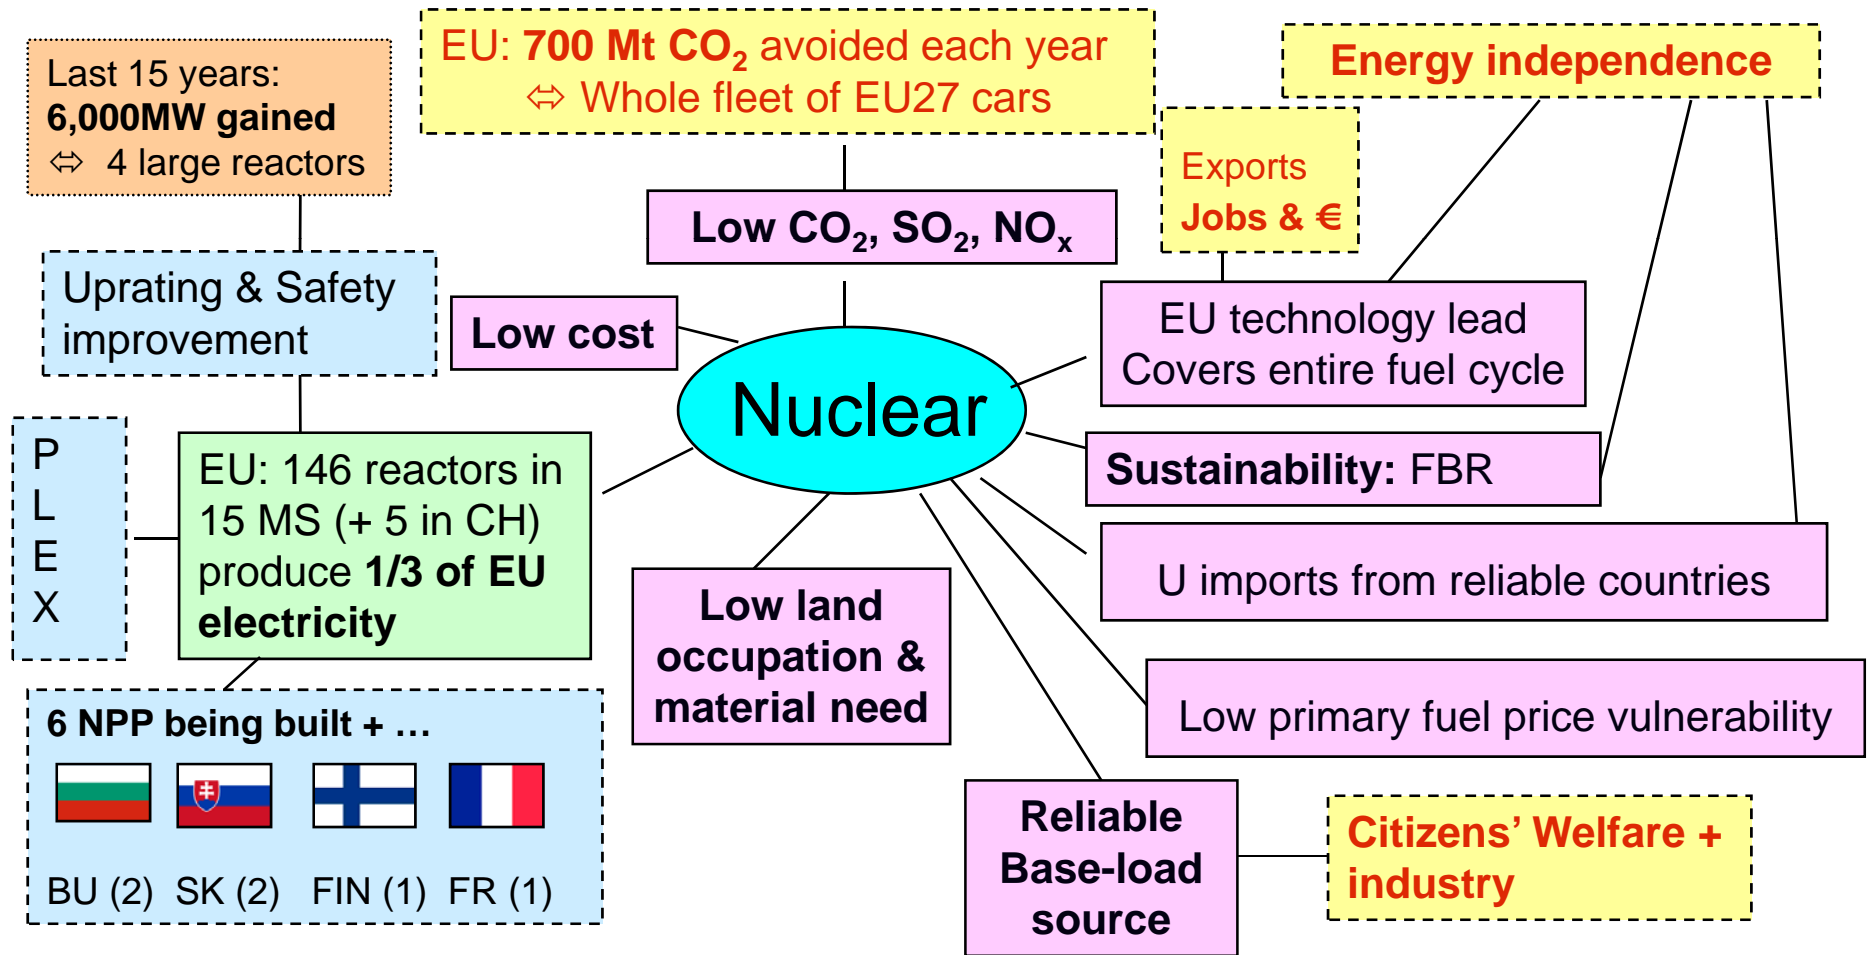 Last 15 years:
6,000MW gained
⇔ 4 large reactors
EU: 700 Mt CO₂ avoided each year
⇔ Whole fleet of EU27 cars
Energy independence
Exports
Jobs & €
Low CO₂, SO₂, NOₓ
Uprating & Safety
improvement
Low cost
EU technology lead
Covers entire fuel cycle
Nuclear
P
L
E
X
EU: 146 reactors in
15 MS (+ 5 in CH)
produce 1/3 of EU
electricity
Sustainability: FBR
U imports from reliable countries
Low land
occupation &
material need
Low primary fuel price vulnerability
6 NPP being built + …
BU (2) SK (2) FIN (1) FR (1)
Reliable
Base-load
source
Citizens’ Welfare +
industry